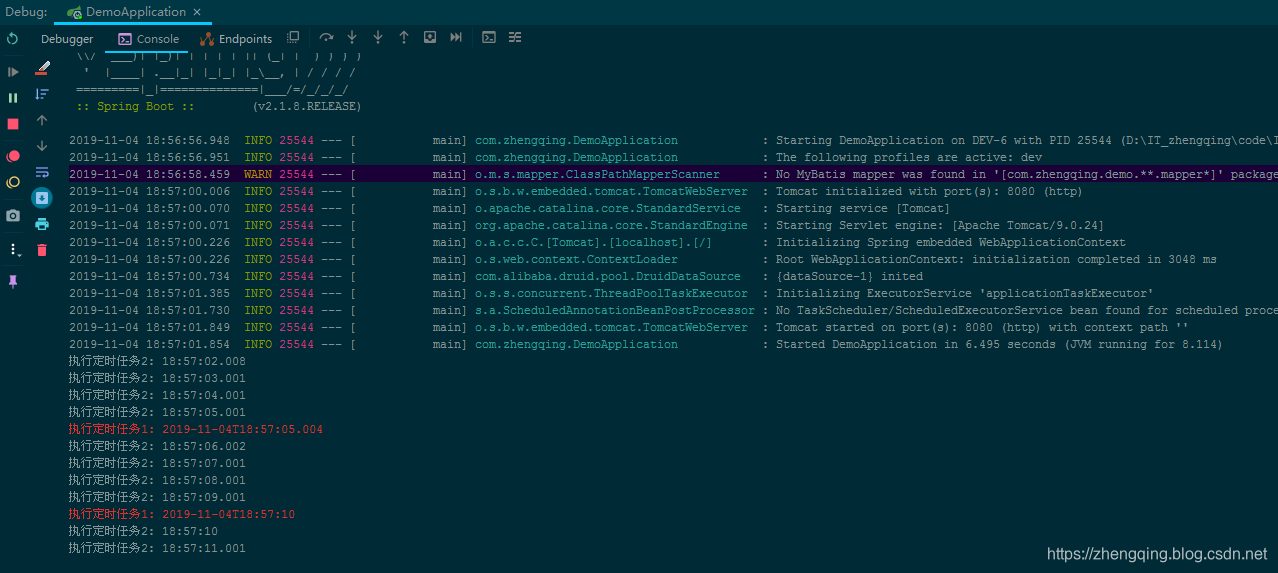 Debug: DemoApplication ×
Debugger Console Endpoints
\\/ ___)| |_)| | | | | || (_| | ) ) ) )
' |____| .__|_| |_|_| |_\__, | / / / /
=========|_|==============|___/=/_/_/_/
:: Spring Boot :: (v2.1.8.RELEASE)
2019-11-04 18:56:56.948 INFO 25544 --- [ main] com.zhengqing.DemoApplication : Starting DemoApplication on DEV-6 with PID 25544 (D:\IT_zhengqing\code\I
2019-11-04 18:56:56.951 INFO 25544 --- [ main] com.zhengqing.DemoApplication : The following profiles are active: dev
2019-11-04 18:56:58.459 WARN 25544 --- [ main] o.m.s.mapper.ClassPathMapperScanner : No MyBatis mapper was found in '[com.zhengqing.demo.**.mapper*]' package
2019-11-04 18:57:00.006 INFO 25544 --- [ main] o.s.b.w.embedded.tomcat.TomcatWebServer : Tomcat initialized with port(s): 8080 (http)
2019-11-04 18:57:00.070 INFO 25544 --- [ main] o.apache.catalina.core.StandardService : Starting service [Tomcat]
2019-11-04 18:57:00.071 INFO 25544 --- [ main] org.apache.catalina.core.StandardEngine : Starting Servlet engine: [Apache Tomcat/9.0.24]
2019-11-04 18:57:00.226 INFO 25544 --- [ main] o.a.c.c.C.[Tomcat].[localhost].[/] : Initializing Spring embedded WebApplicationContext
2019-11-04 18:57:00.226 INFO 25544 --- [ main] o.s.web.context.ContextLoader : Root WebApplicationContext: initialization completed in 3048 ms
2019-11-04 18:57:00.734 INFO 25544 --- [ main] com.alibaba.druid.pool.DruidDataSource : {dataSource-1} inited
2019-11-04 18:57:01.385 INFO 25544 --- [ main] o.s.s.concurrent.ThreadPoolTaskExecutor : Initializing ExecutorService 'applicationTaskExecutor'
2019-11-04 18:57:01.730 INFO 25544 --- [ main] s.a.ScheduledAnnotationBeanPostProcessor : No TaskScheduler/ScheduledExecutorService bean found for scheduled proce
2019-11-04 18:57:01.849 INFO 25544 --- [ main] o.s.b.w.embedded.tomcat.TomcatWebServer : Tomcat started on port(s): 8080 (http) with context path ''
2019-11-04 18:57:01.854 INFO 25544 --- [ main] com.zhengqing.DemoApplication : Started DemoApplication in 6.495 seconds (JVM running for 8.114)
执行定时任务2: 18:57:02.008
执行定时任务2: 18:57:03.001
执行定时任务2: 18:57:04.001
执行定时任务2: 18:57:05.001
执行定时任务1: 2019-11-04T18:57:05.004
执行定时任务2: 18:57:06.002
执行定时任务2: 18:57:07.001
执行定时任务2: 18:57:08.001
执行定时任务2: 18:57:09.001
执行定时任务1: 2019-11-04T18:57:10
执行定时任务2: 18:57:10
执行定时任务2: 18:57:11.001
https://zhengqing.blog.csdn.net